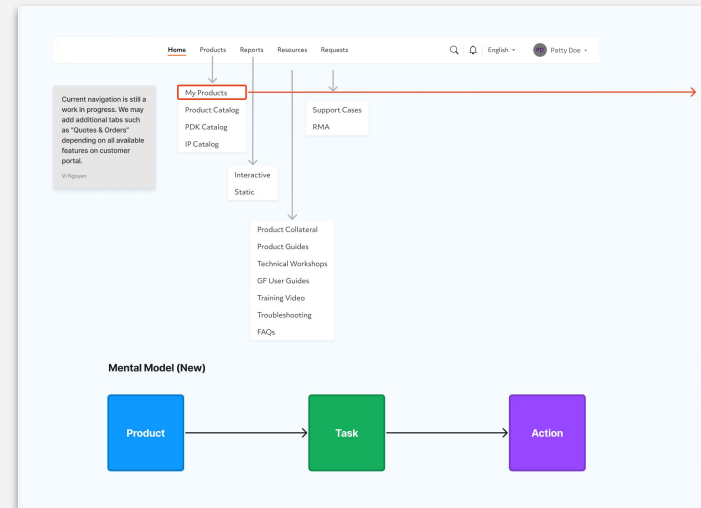 Home Products Reports Resources Requests English PD Patty Doe
Current navigation is still a
work in progress. We may
add additional tabs such
as "Quotes & Orders"
depending on all available
features on customer
portal.
Vi Nguyen
My Products
Product Catalog
PDK Catalog
IP Catalog
Support Cases
RMA
Interactive
Static
Product Collateral
Product Guides
Technical Workshops
GF User Guides
Training Video
Troubleshooting
FAQs
Mental Model (New)
Product Task Action